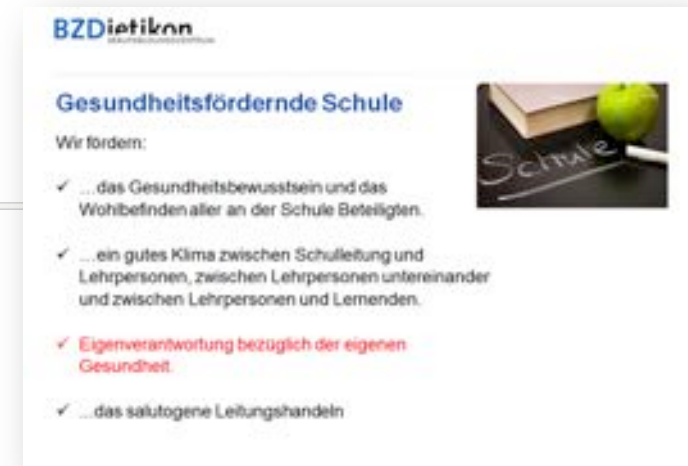 BZDietikon
BERUFSBILDUNGSZENTRUM
Gesundheitsfördernde Schule
Schule
Wir fördern:
✓ ...das Gesundheitsbewusstsein und das
Wohlbefinden aller an der Schule Beteiligten.
✓ ...ein gutes Klima zwischen Schulleitung und
Lehrpersonen, zwischen Lehrpersonen untereinander
und zwischen Lehrpersonen und Lernenden.
✓ Eigenverantwortung bezüglich der eigenen
Gesundheit.
✓ ...das salutogene Leitungshandeln